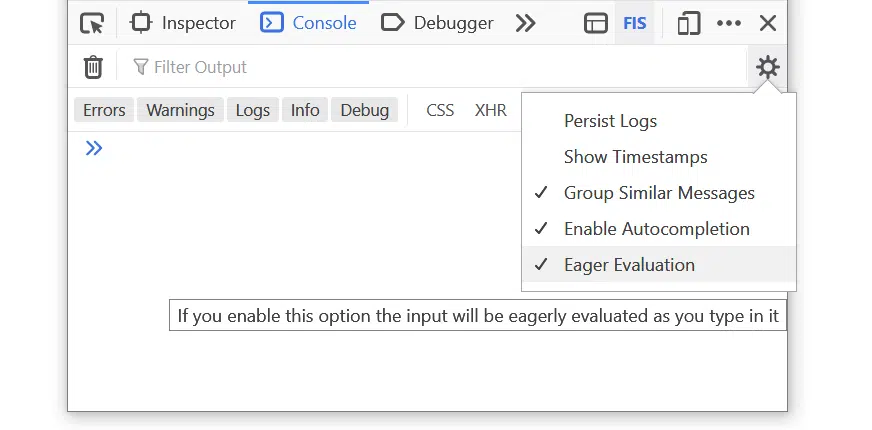 Inspector Console Debugger FIS
Filter Output
Errors Warnings Logs Info Debug CSS XHR
Persist Logs
Show Timestamps
Group Similar Messages
Enable Autocompletion
Eager Evaluation
If you enable this option the input will be eagerly evaluated as you type in it